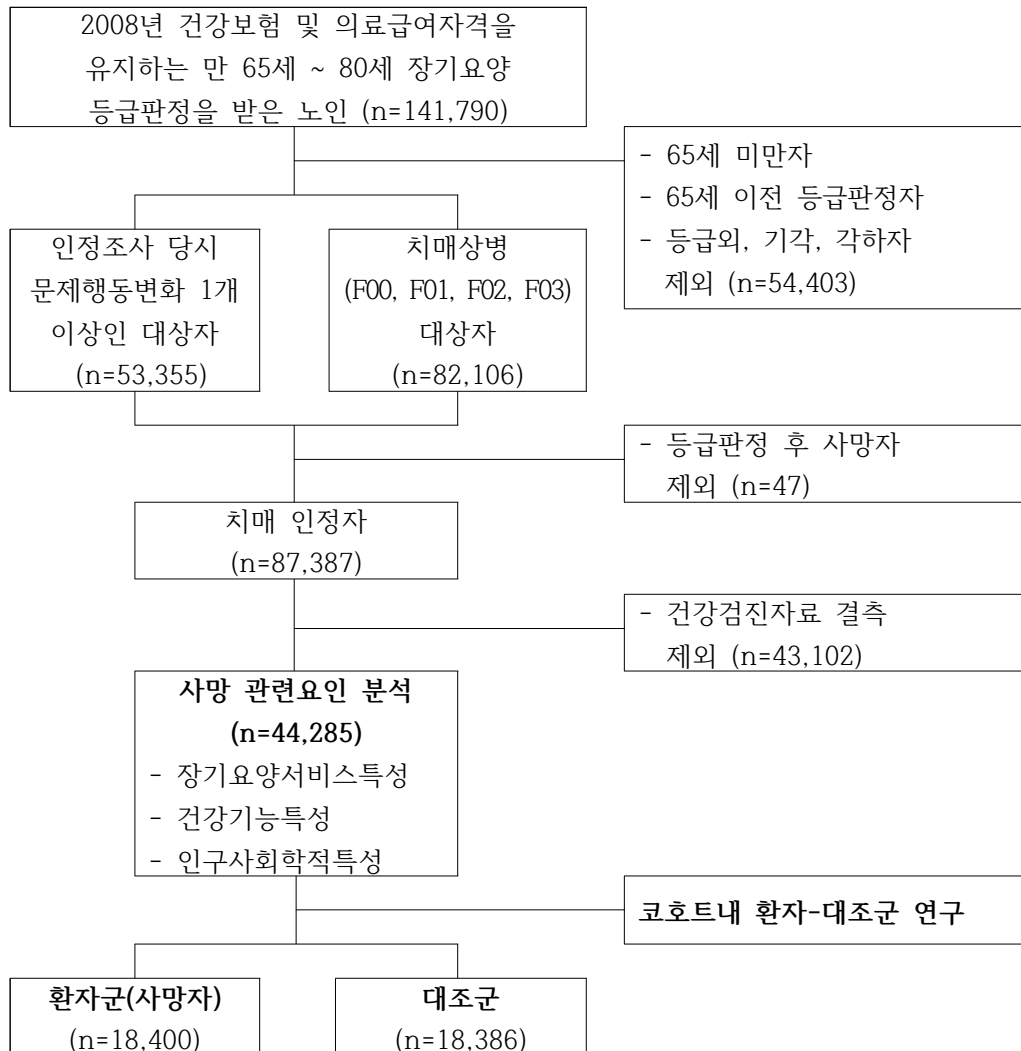 2008년 건강보험 및 의료급여자격을
유지하는 만 65세 ~ 80세 장기요양
등급판정을 받은 노인 (n=141,790)
- 65세 미만자
- 65세 이전 등급판정자
- 등급외, 기각, 각하자
제외 (n=54,403)
인정조사 당시
문제행동변화 1개
이상인 대상자
(n=53,355)
치매상병
(F00, F01, F02, F03)
대상자
(n=82,106)
- 등급판정 후 사망자
제외 (n=47)
치매 인정자
(n=87,387)
- 건강검진자료 결측
제외 (n=43,102)
사망 관련요인 분석
(n=44,285)
- 장기요양서비스특성
- 건강기능특성
- 인구사회학적특성
코호트내 환자-대조군 연구
환자군(사망자)
(n=18,400)
대조군
(n=18,386)